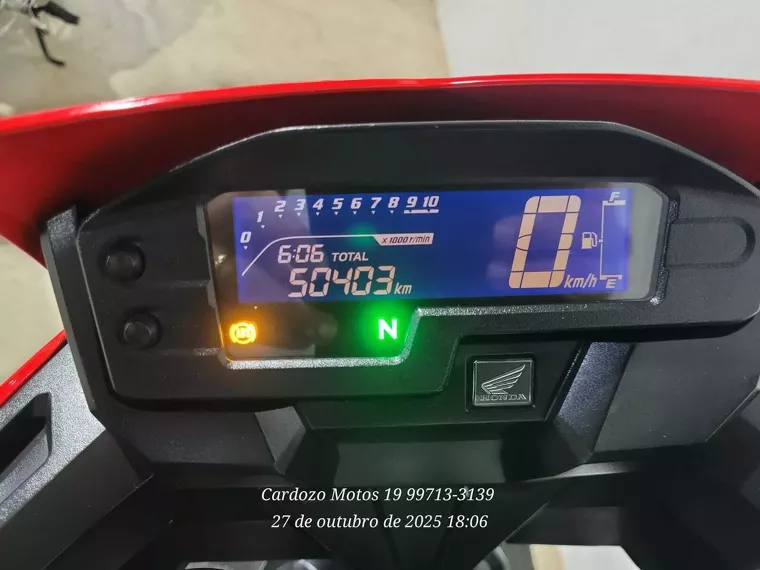 0 1 2 3 4 5 6 7 8 9 10
x 1000 r/min
F
6:06 TOTAL
0
50403 km
km/h
E
ABS
N
HONDA
Cardozo Motos 19 99713-3139
27 de outubro de 2025 18:06